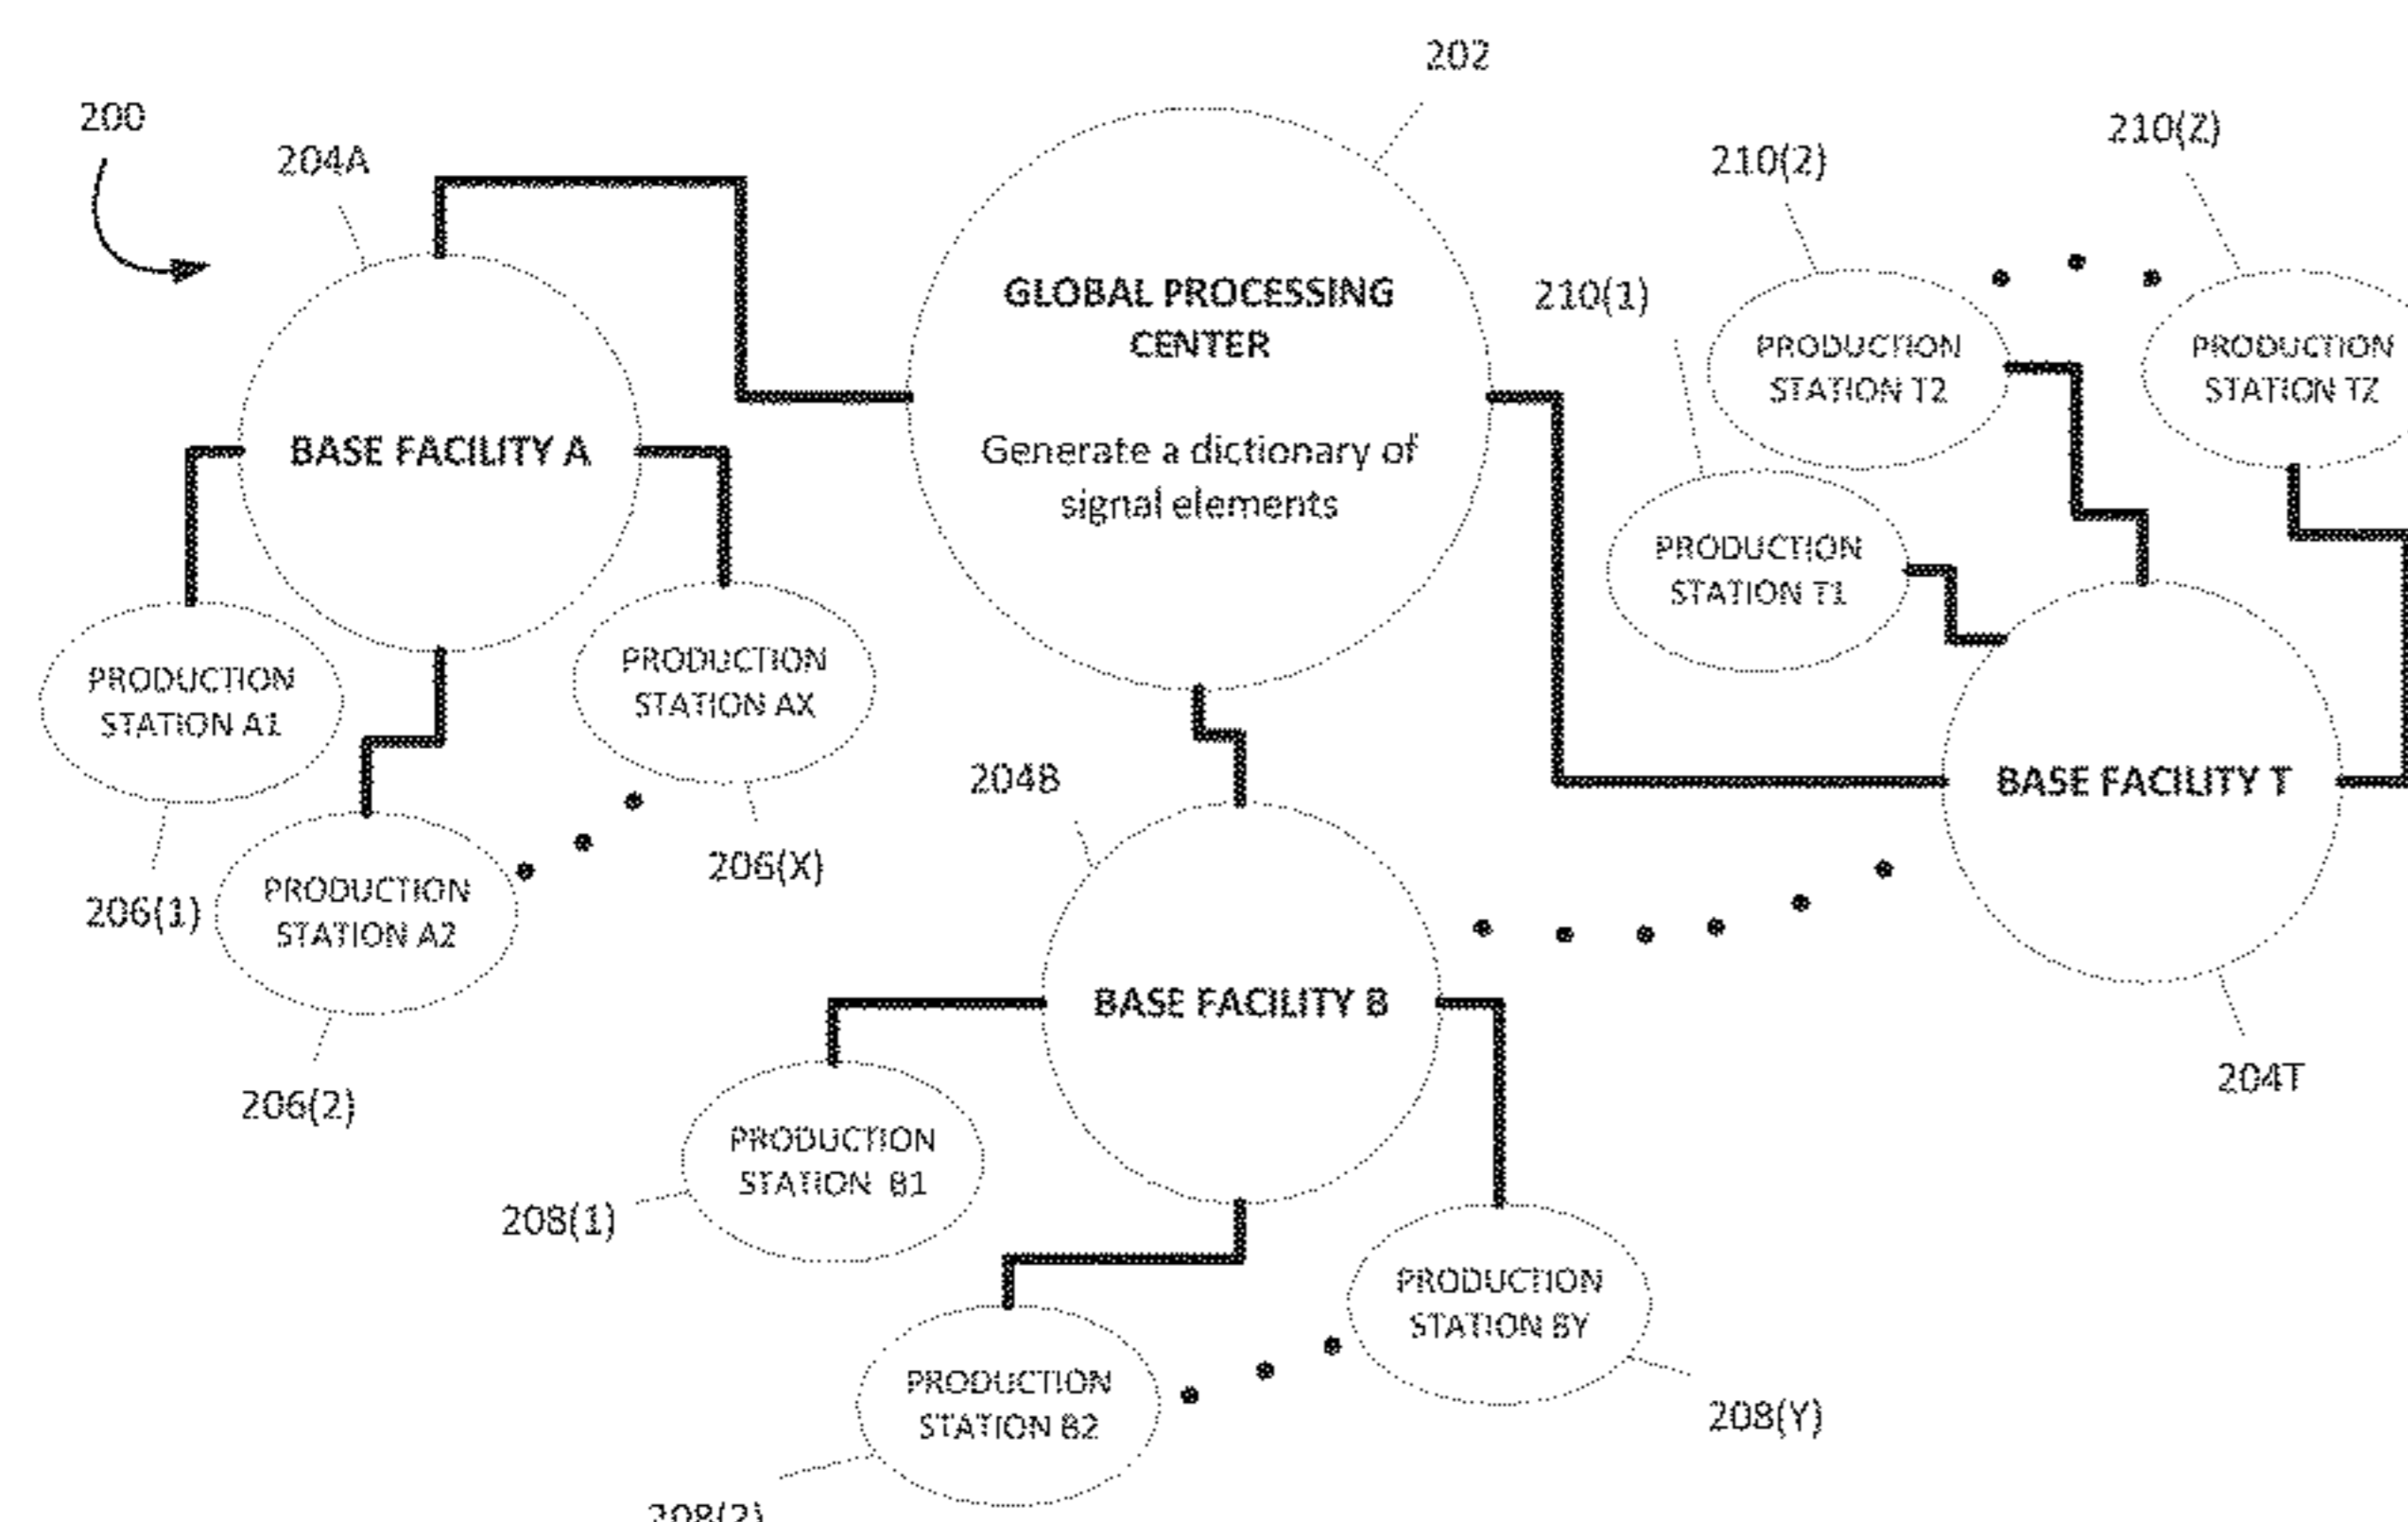 202
200
210(Z)
204A
210(2)
GLOBAL PROCESSING
CENTER
210(1)
PRODUCTION
STATION T2
PRODUCTION
STATION TZ
BASE FACILITY A
Generate a dictionary of
signal elements
PRODUCTION
STATION T1
PRODUCTION
STATION A1
PRODUCTION
STATION AX
204B
BASE FACILITY T
206(X)
206(1)
PRODUCTION
STATION A2
BASE FACILITY B
204T
206(2)
PRODUCTION
STATION B1
208(1)
PRODUCTION
STATION BY
PRODUCTION
STATION B2
208(Y)
208(2)